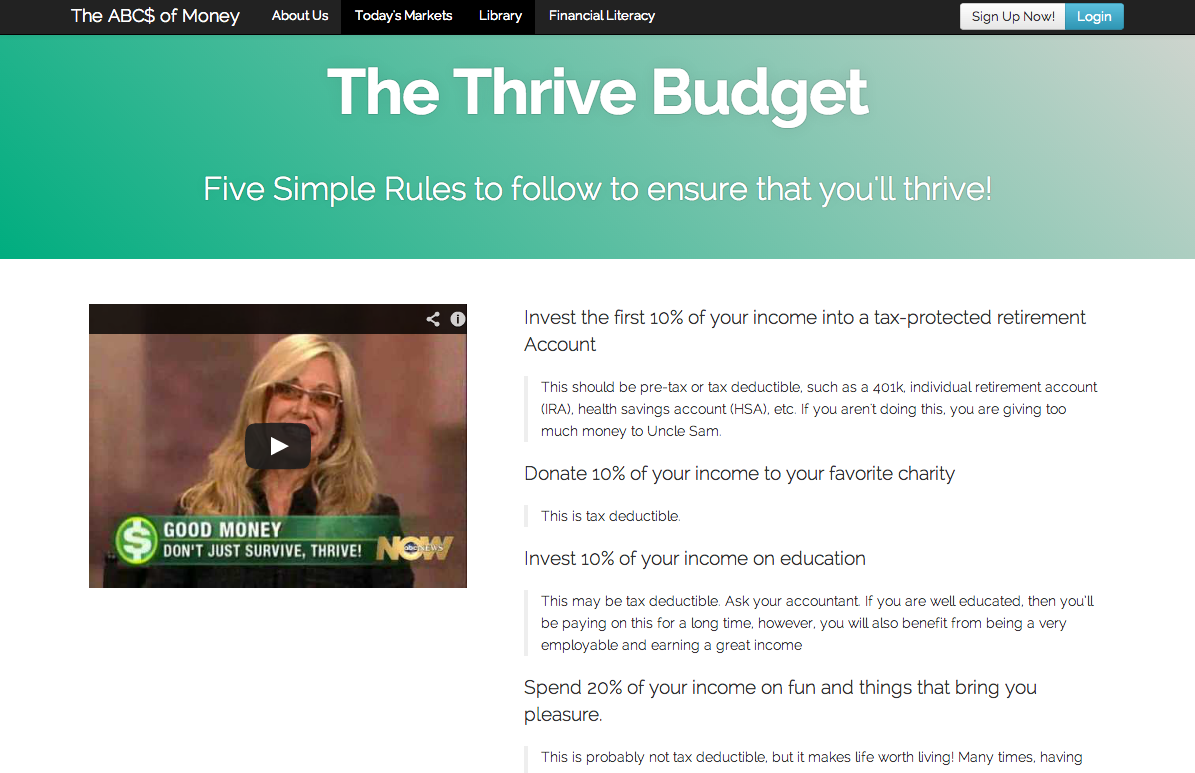 The ABC$ of Money
About Us
Today's Markets
Library
Financial Literacy
Sign Up Now!
Login
The Thrive Budget
Five Simple Rules to follow to ensure that you'll thrive!
GOOD MONEY
DON'T JUST SURVIVE, THRIVE!
abc NEWS
NOW
Invest the first 10% of your income into a tax-protected retirement
Account
This should be pre-tax or tax deductible, such as a 401k, individual retirement account
(IRA), health savings account (HSA), etc. If you aren't doing this, you are giving too
much money to Uncle Sam.
Donate 10% of your income to your favorite charity
This is tax deductible.
Invest 10% of your income on education
This may be tax deductible. Ask your accountant. If you are well educated, then you'll
be paying on this for a long time, however, you will also benefit from being a very
employable and earning a great income
Spend 20% of your income on fun and things that bring you
pleasure.
This is probably not tax deductible, but it makes life worth living! Many times, having